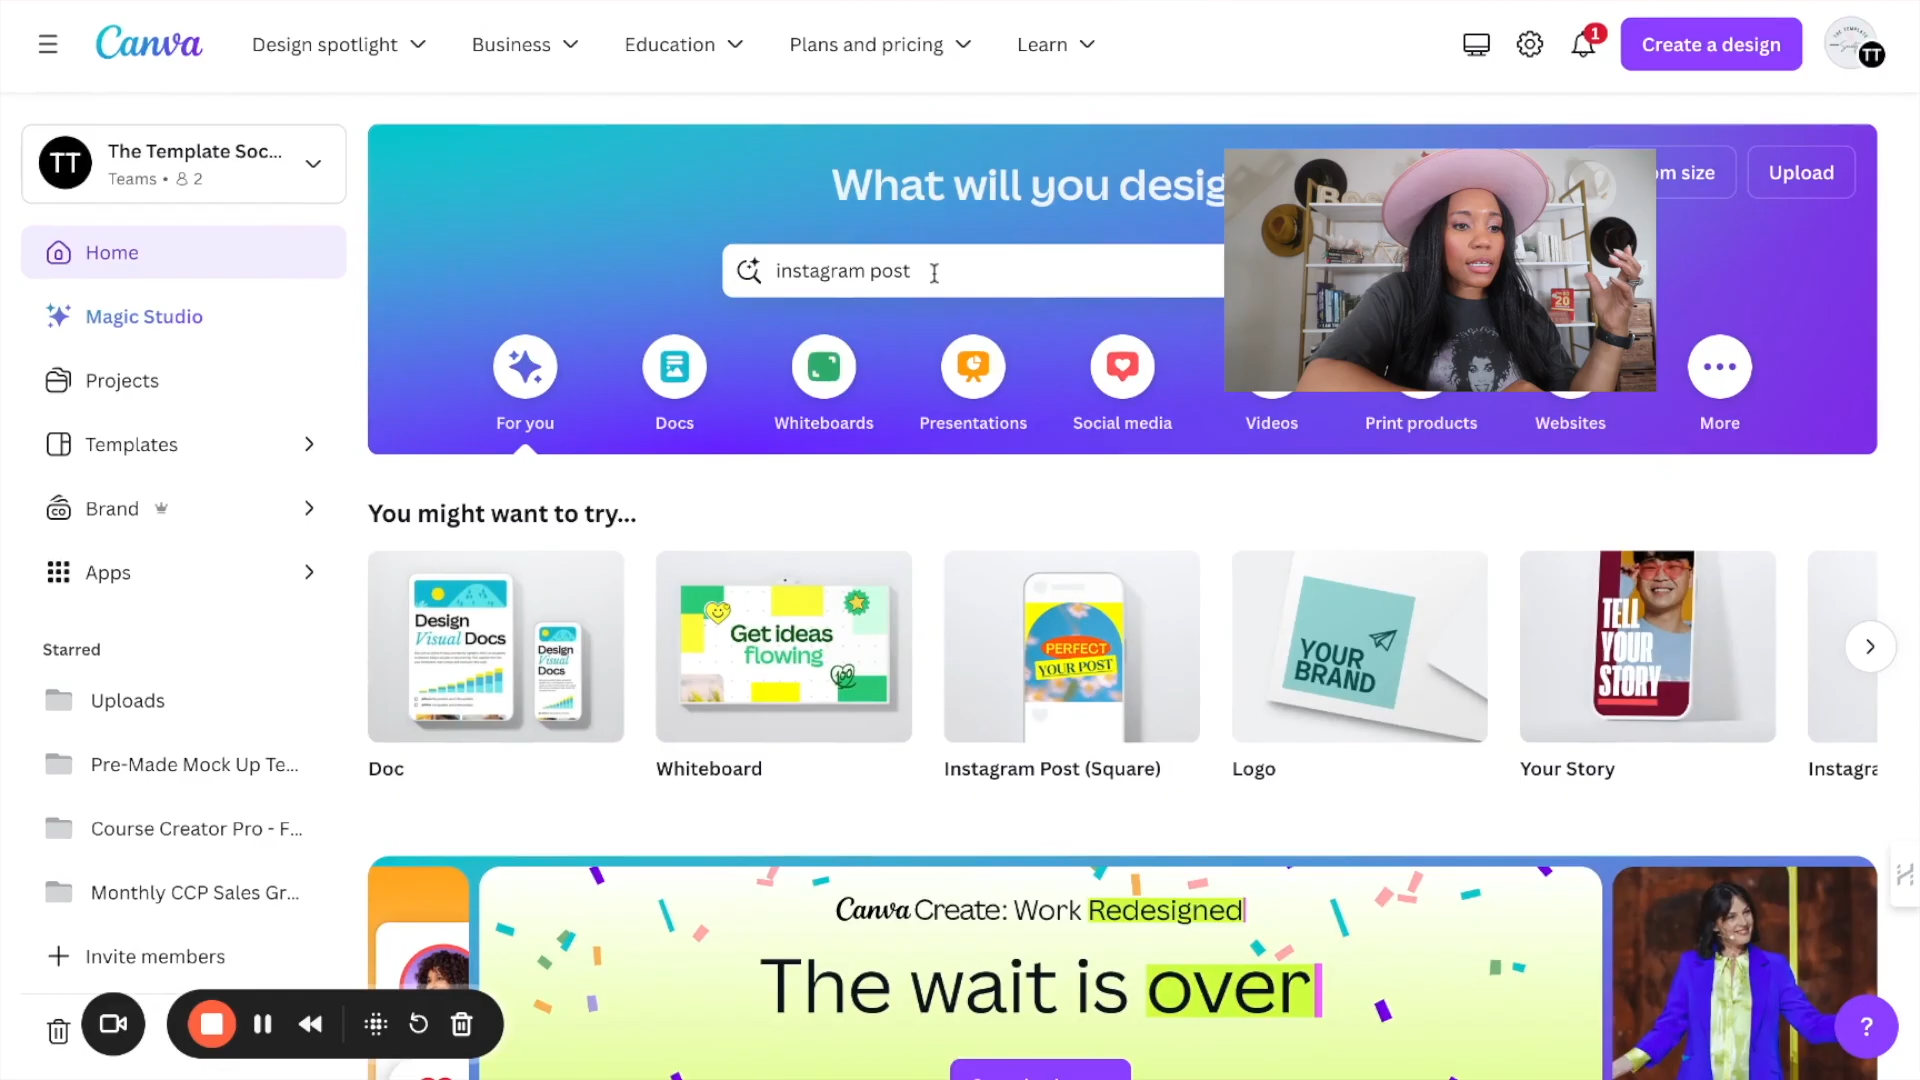 Canva
Design spotlight
Business
Education
Plans and pricing
Learn
1
Create a design
TT
TT
The Template Soc...
Teams • 2
Home
Magic Studio
Projects
Templates
Brand
Apps
Starred
Uploads
Pre-Made Mock Up Te...
Course Creator Pro - F...
Monthly CCP Sales Gr...
Invite members
What will you desig
m size
Upload
instagram post
For you
Docs
Whiteboards
Presentations
Social media
Videos
Print products
Websites
More
You might want to try...
Design
Visual Docs
Design
Visual
Docs
Get ideas
flowing
100
PERFECT
YOUR POST
YOUR
BRAND
TELL
YOUR
STORY
Doc
Whiteboard
Instagram Post (Square)
Logo
Your Story
Instagra
Canva Create: Work Redesigned
The wait is over
?